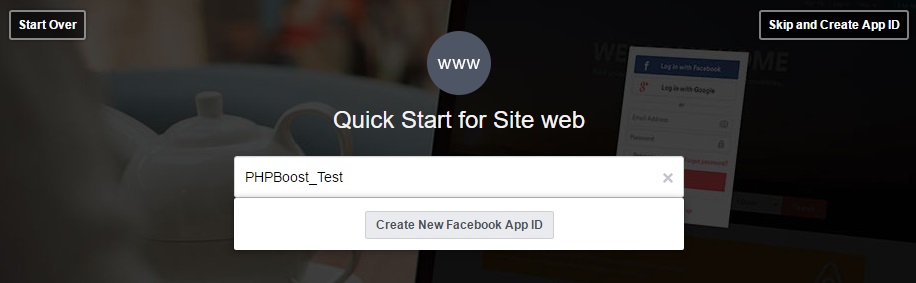 Start Over
Skip and Create App ID
www
Quick Start for Site web
PHPBoost_Test
×
Create New Facebook App ID
Log in with Facebook
Log in with Google
or
Email Address
Password